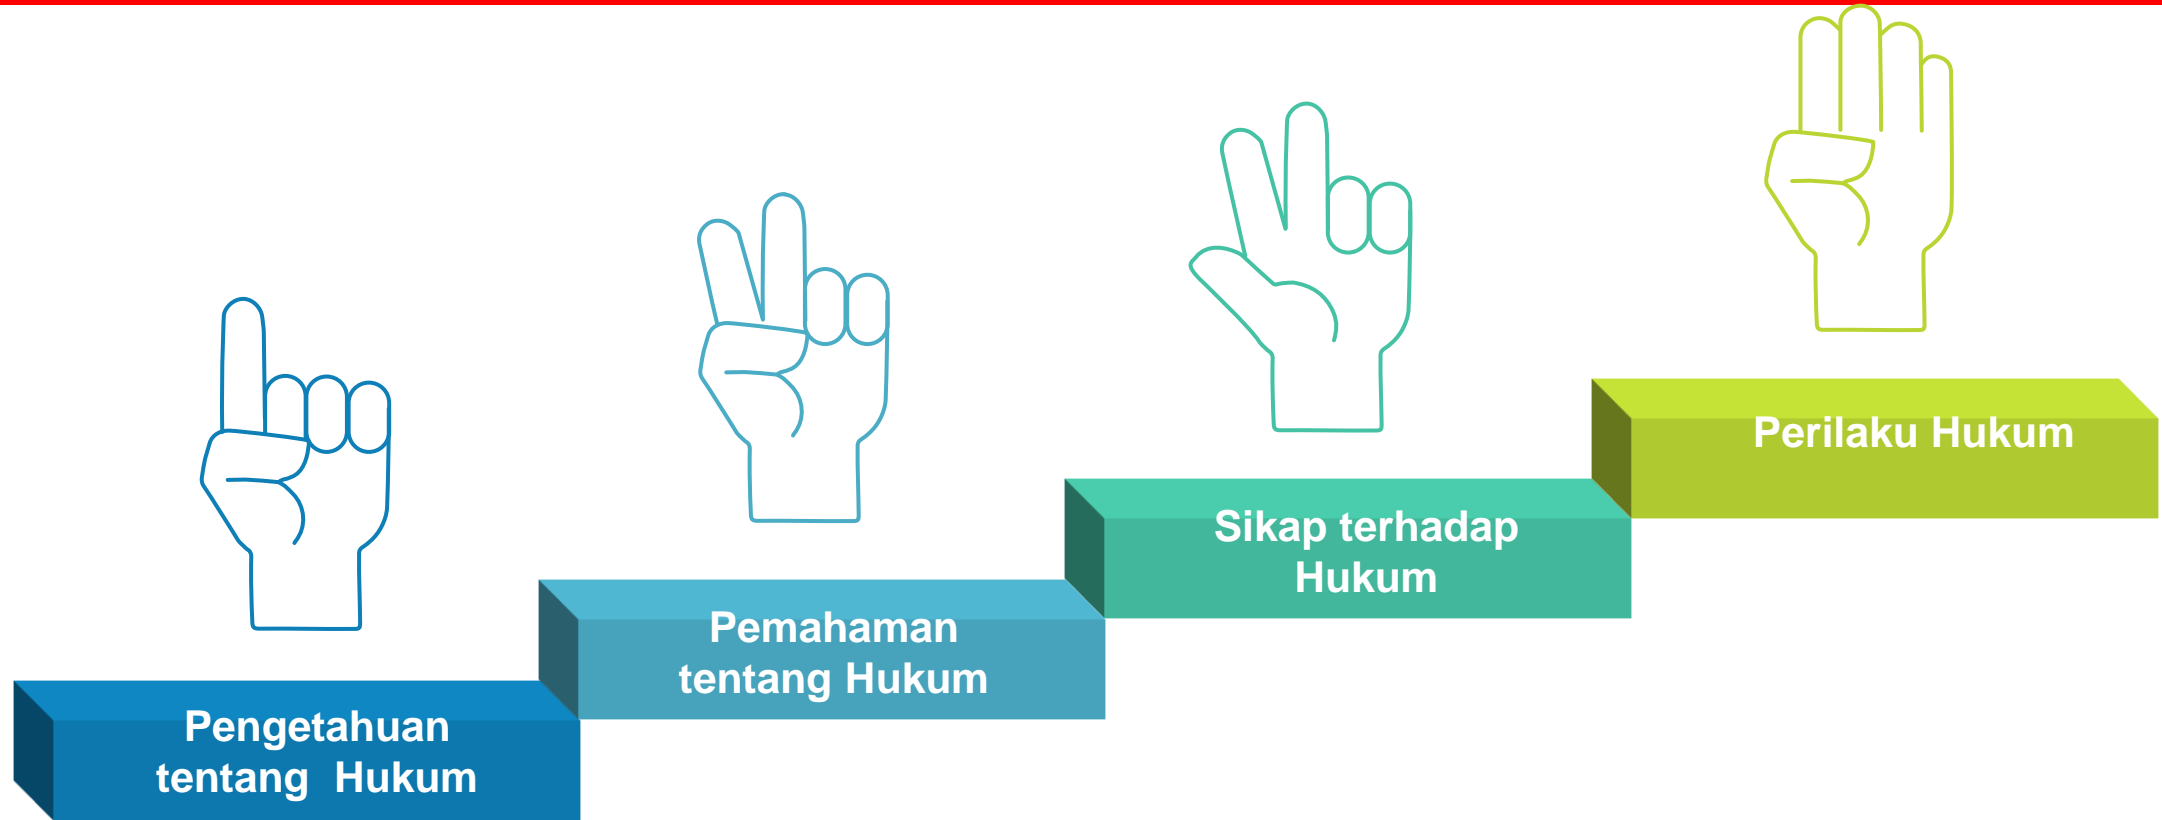 Pengetahuan
tentang  Hukum
Pemahaman
tentang Hukum
Sikap terhadap
Hukum
Perilaku Hukum